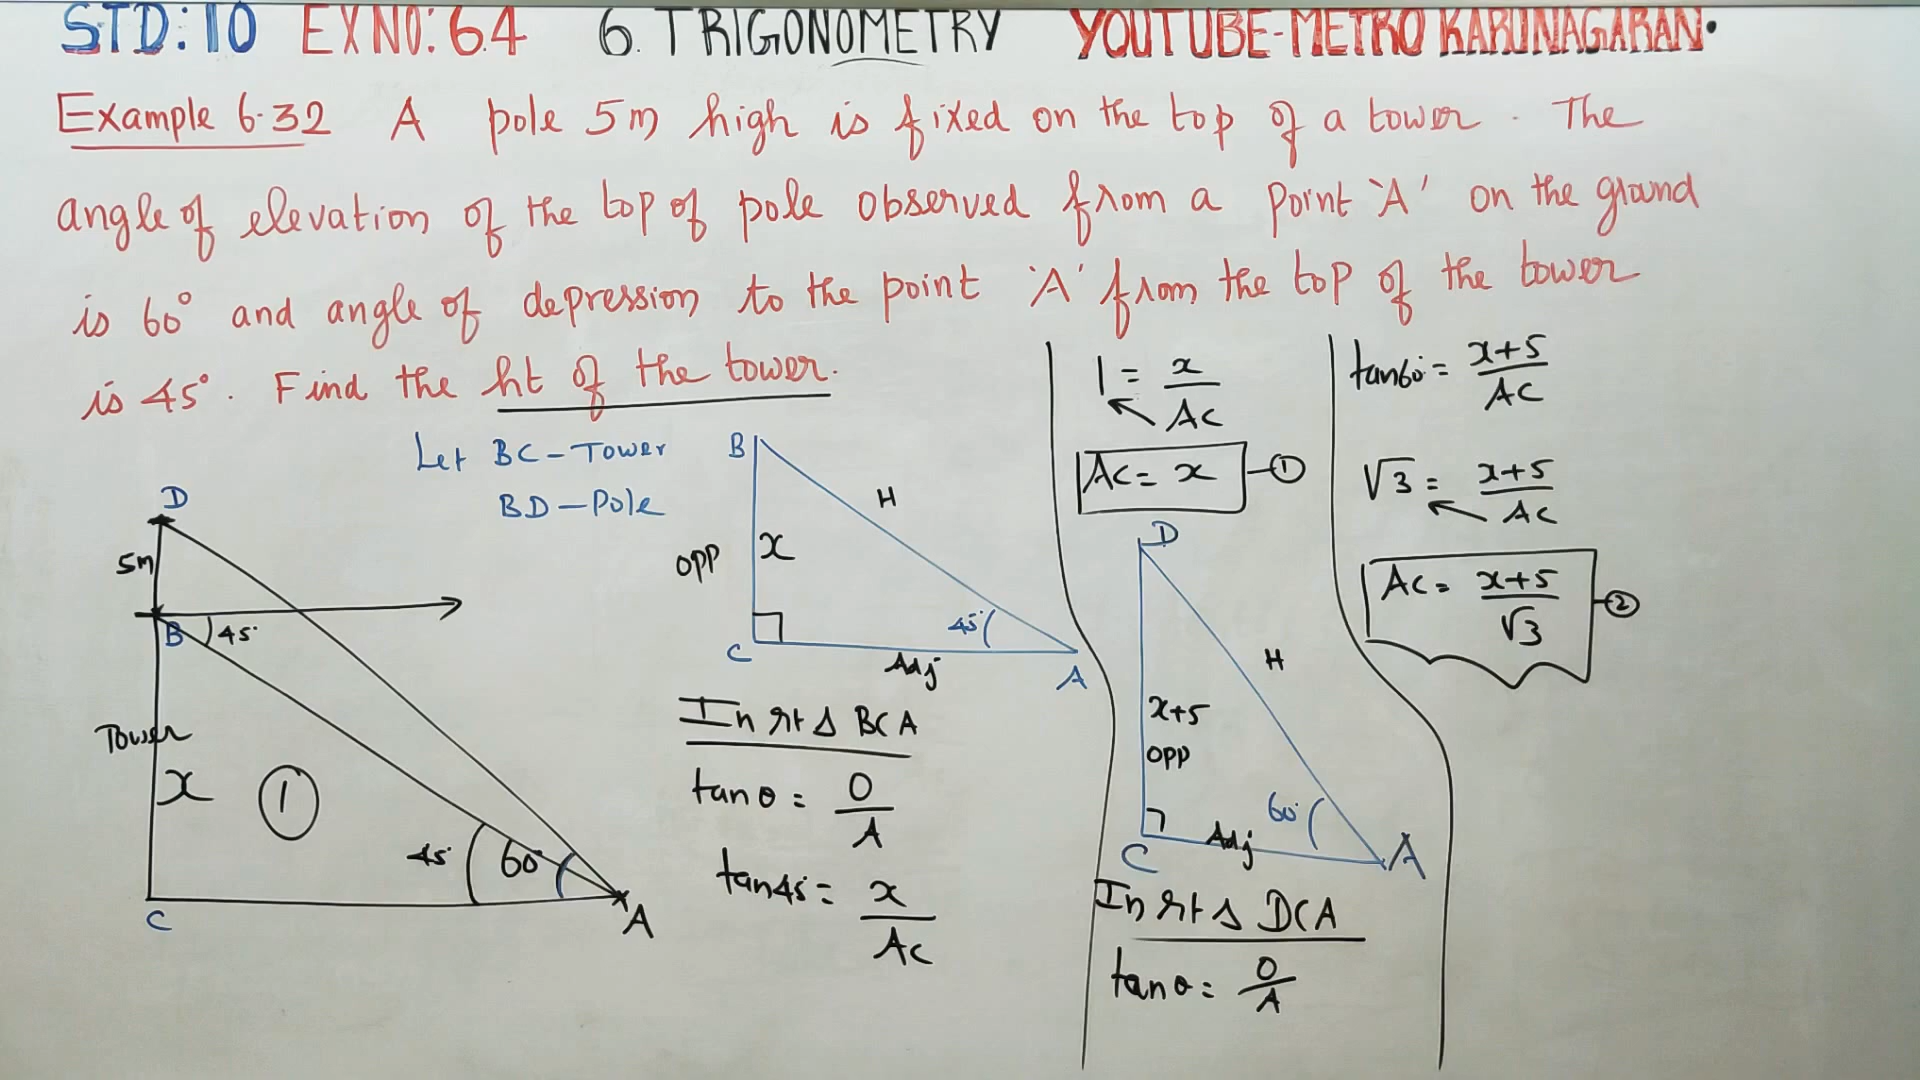 STD: 10 EX NO: 6.4 6. TRIGONOMETRY YOUTUBE-METRO KARUNAGARAN.
Example 6.32 A pole 5m high is fixed on the top of a tower. The
angle of elevation of the top of pole observed from a point 'A' on the ground
is 60° and angle of depression to the point 'A' from the top of the tower
is 45°. Find the ht of the tower.
Let BC - Tower
BD - Pole
D
5m
B 45°
Tower
x
1
45° 60°
C
A
B
H
opp x
45°
C
Adj
A
In rt Δ BCA
tan θ = O/A
tan 45° = x/AC
1 = x/AC
AC = x — 1
D
H
x+5
opp
60°
C
Adj
A
In rt Δ DCA
tan θ = O/A
tan 60° = x+5/AC
√3 = x+5/AC
AC = x+5/√3 — 2